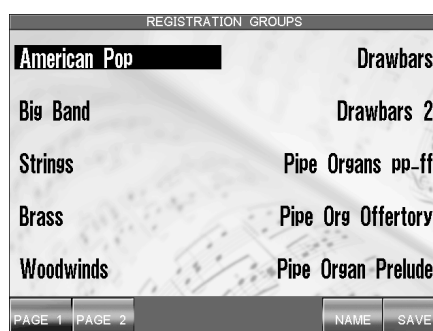 REGISTRATION GROUPS
American Pop Drawbars
Big Band Drawbars 2
Strings Pipe Organs pp-ff
Brass Pipe Org Offertory
Woodwinds Pipe Organ Prelude
PAGE 1 PAGE 2 NAME SAVE